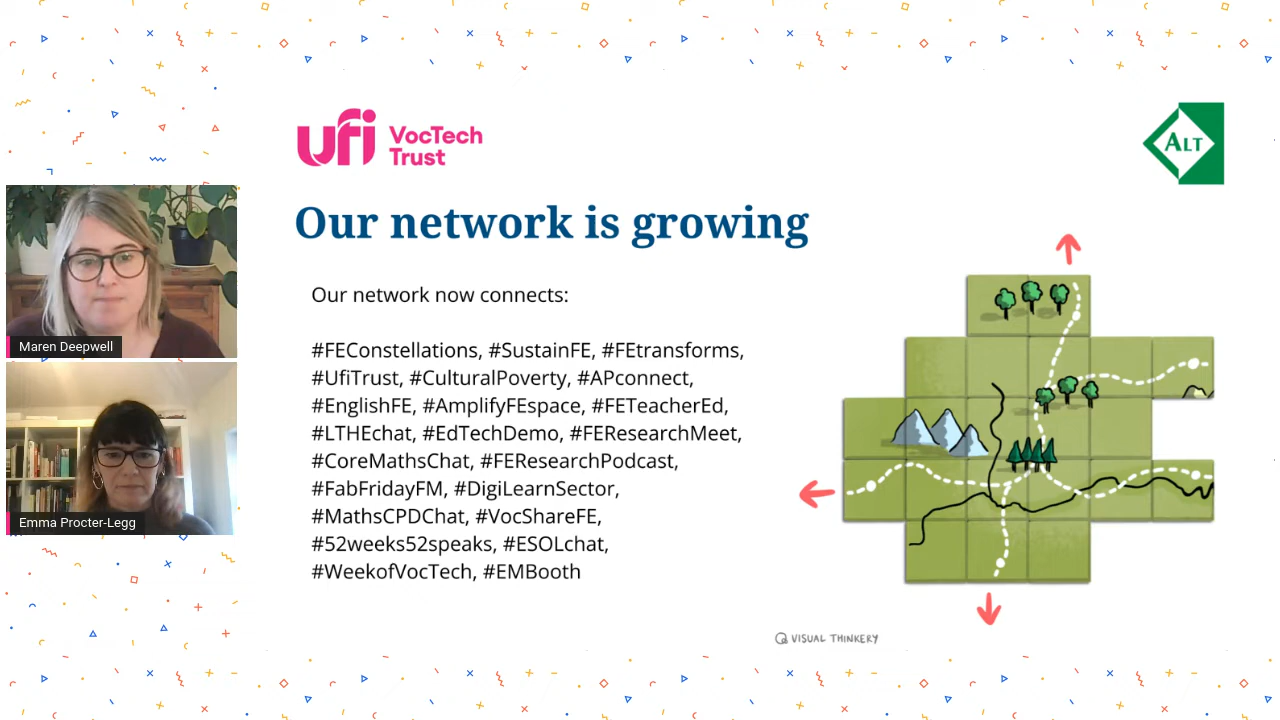 ufi VocTech
Trust
ALT
Our network is growing
Our network now connects:
#FEConstellations, #SustainFE, #FEtransforms,
#UfiTrust, #CulturalPoverty, #APconnect,
#EnglishFE, #AmplifyFEspace, #FETeacherEd,
#LTHEchat, #EdTechDemo, #FEResearchMeet,
#CoreMathsChat, #FEResearchPodcast,
#FabFridayFM, #DigiLearnSector,
#MathsCPDChat, #VocShareFE,
#52weeks52speaks, #ESOLchat,
#WeekofVocTech, #EMBooth
Maren Deepwell
Emma Procter-Legg
VISUAL THINKERY